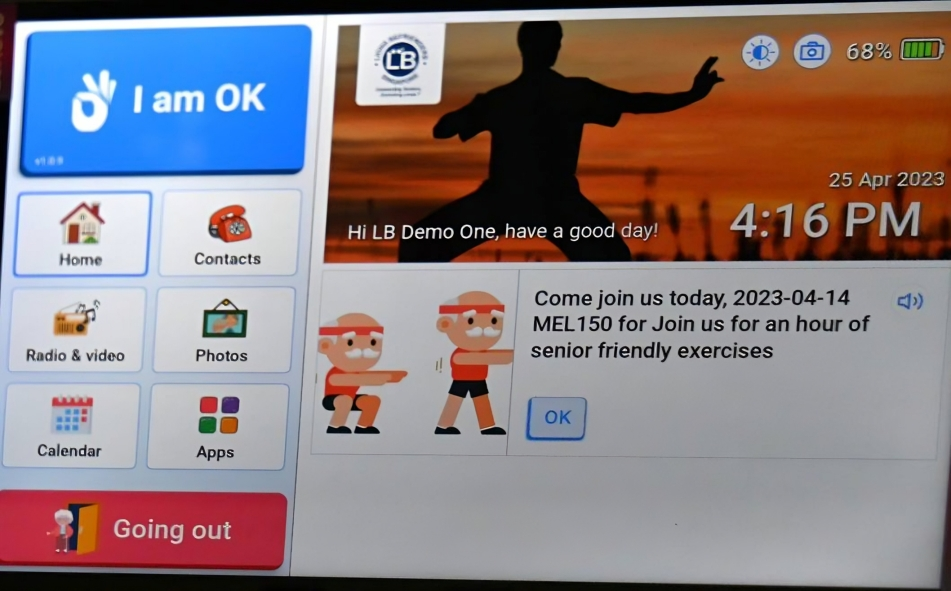 I am OK
v1.0.9
Home
Contacts
Radio & video
Photos
Calendar
Apps
Going out
LB
SINGAPORE
68%
25 Apr 2023
4:16 PM
Hi LB Demo One, have a good day!
Come join us today, 2023-04-14
MEL150 for Join us for an hour of
senior friendly exercises
OK